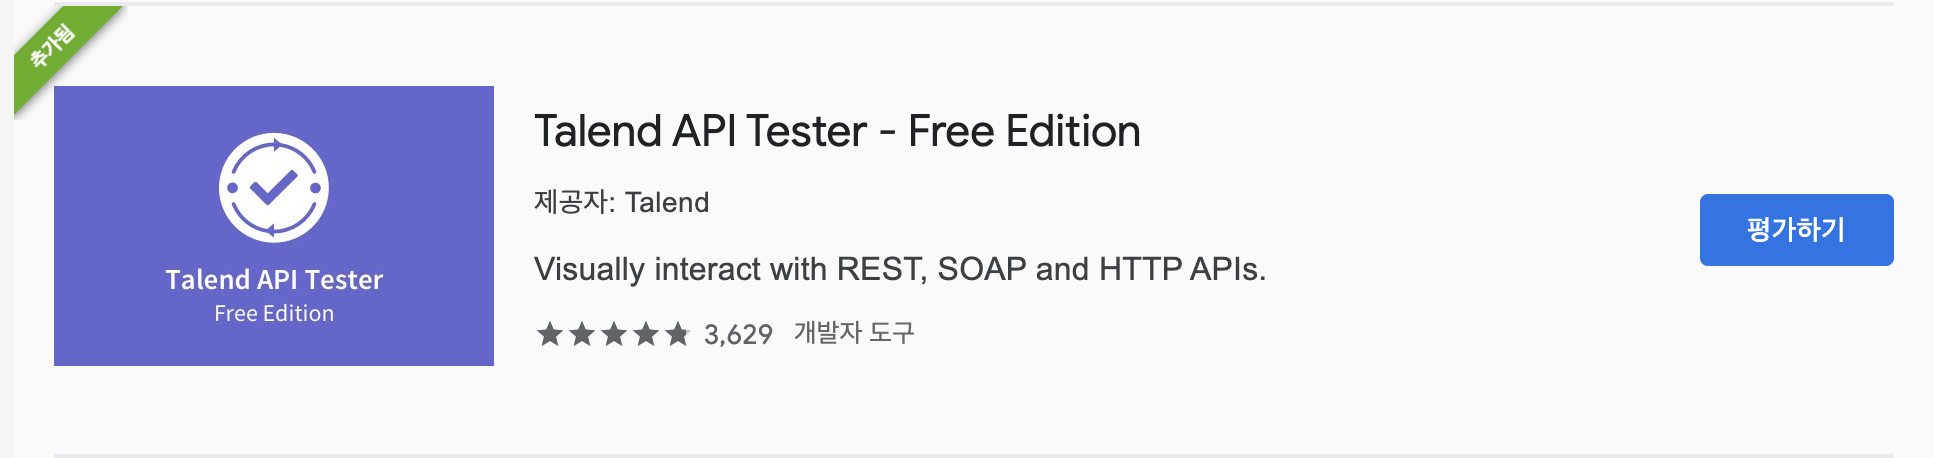 추가됨
Talend API Tester
Free Edition
Talend API Tester - Free Edition
제공자: Talend
Visually interact with REST, SOAP and HTTP APIs.
3,629 개발자 도구
평가하기